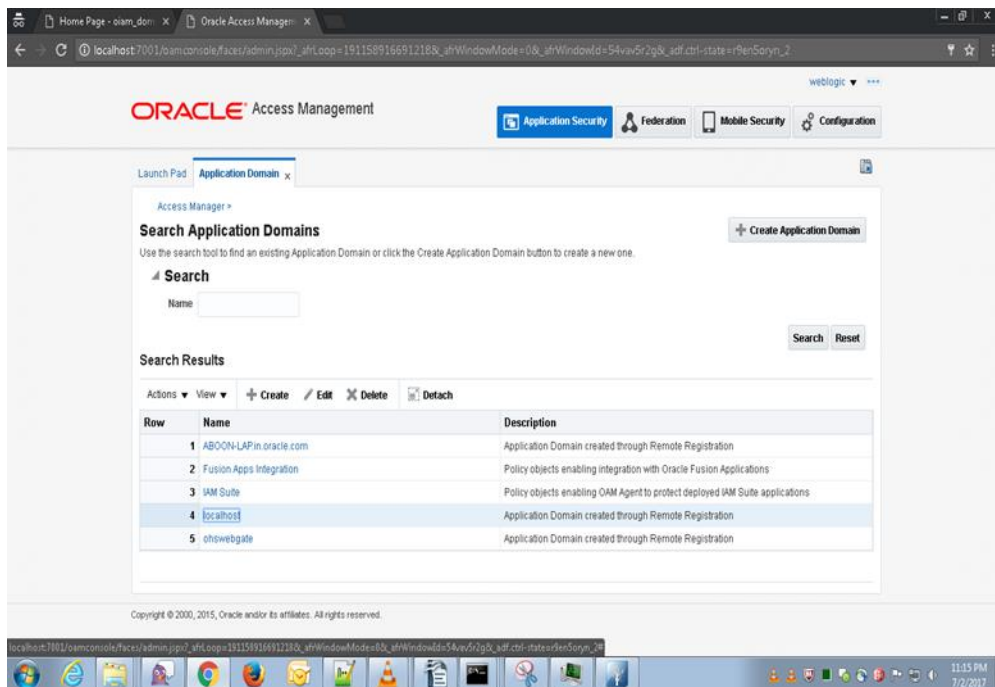 Home Page - oiam_dom x
Oracle Access Managem x
localhost:7001/oamconsole/faces/admin.jspx?_afrLoop=19115891669121&_afrWindowMode=0&_afrWindowId=54vav5r2g&_adf.ctrl-state=r9en5oryn_2
weblogic
ORACLE Access Management
Application Security
Federation
Mobile Security
Configuration
Launch Pad
Application Domain x
Access Manager >
Search Application Domains
Create Application Domain
Use the search tool to find an existing Application Domain or click the Create Application Domain button to create a new one.
Search
Name
Search Reset
Search Results
Actions View Create Edit Delete Detach
Row Name Description
1 ABOON-LAP.in.oracle.com Application Domain created through Remote Registration
2 Fusion Apps Integration Policy objects enabling integration with Oracle Fusion Applications
3 IAM Suite Policy objects enabling OAM Agent to protect deployed IAM Suite applications
4 localhost Application Domain created through Remote Registration
5 ohswebgate Application Domain created through Remote Registration
Copyright © 2000, 2015, Oracle and/or its affiliates. All rights reserved.
11:15 PM
7/2/2017